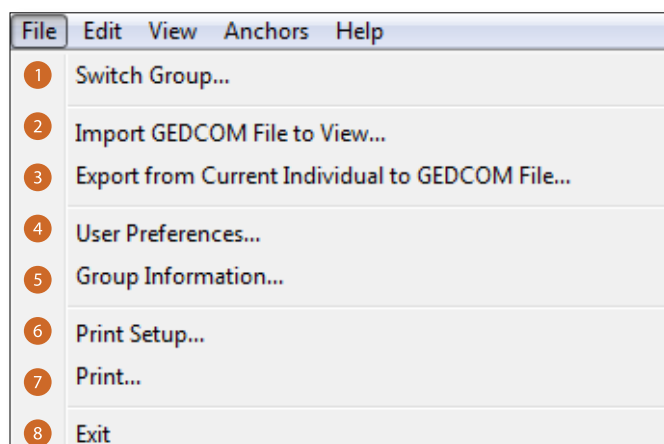 File Edit View Anchors Help
1 Switch Group...
2 Import GEDCOM File to View...
3 Export from Current Individual to GEDCOM File...
4 User Preferences...
5 Group Information...
6 Print Setup...
7 Print...
8 Exit